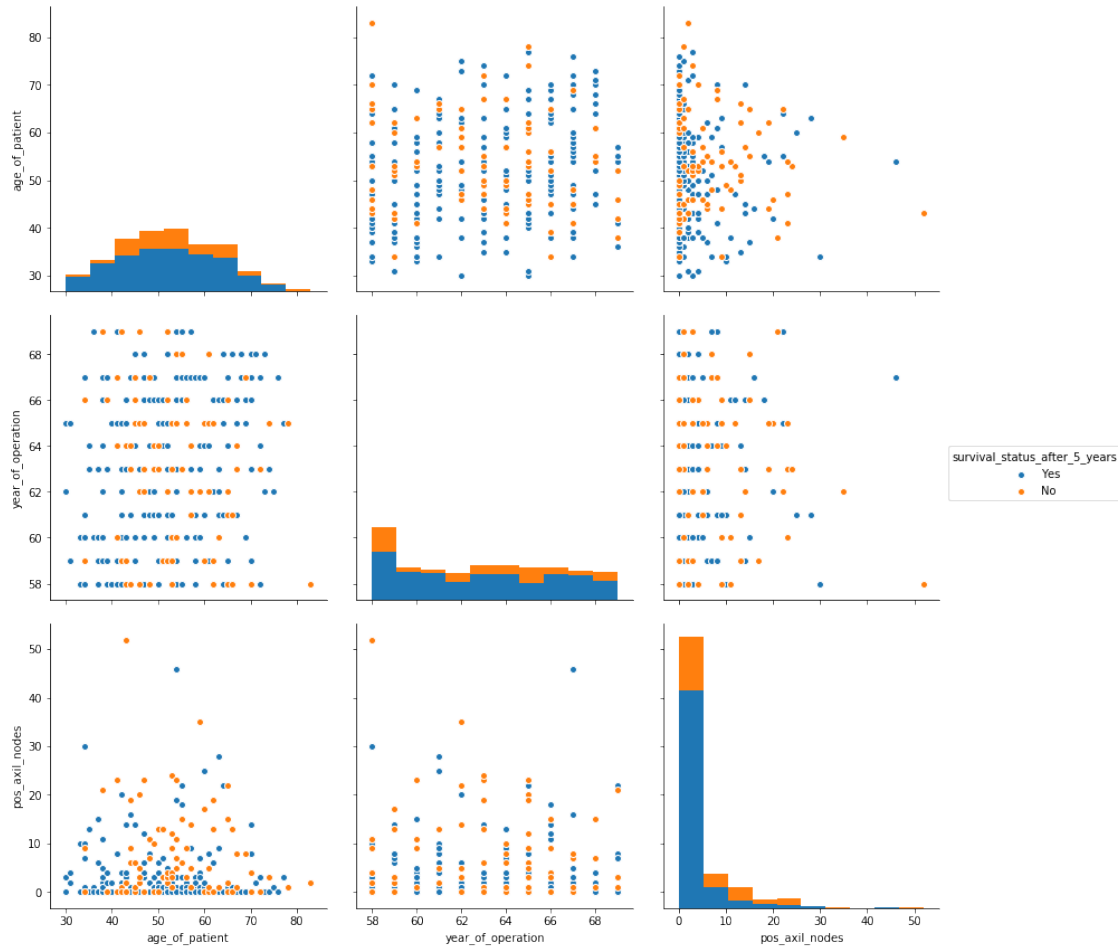 80
70
60
50
40
30
age_of_patient
68
66
64
62
60
58
year_of_operation
survival_status_after_5_years
Yes
No
50
40
30
20
10
0
pos_axil_nodes
30 40 50 60 70 80
age_of_patient
58 60 62 64 66 68
year_of_operation
0 10 20 30 40 50
pos_axil_nodes